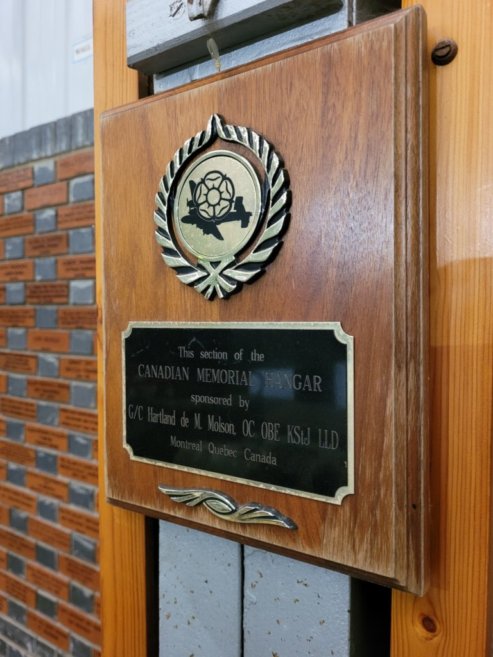 This section of the
CANADIAN MEMORIAL HANGAR
sponsored by
G/C Hartland de M. Molson, OC OBE KStJ LLD
Montreal Quebec Canada